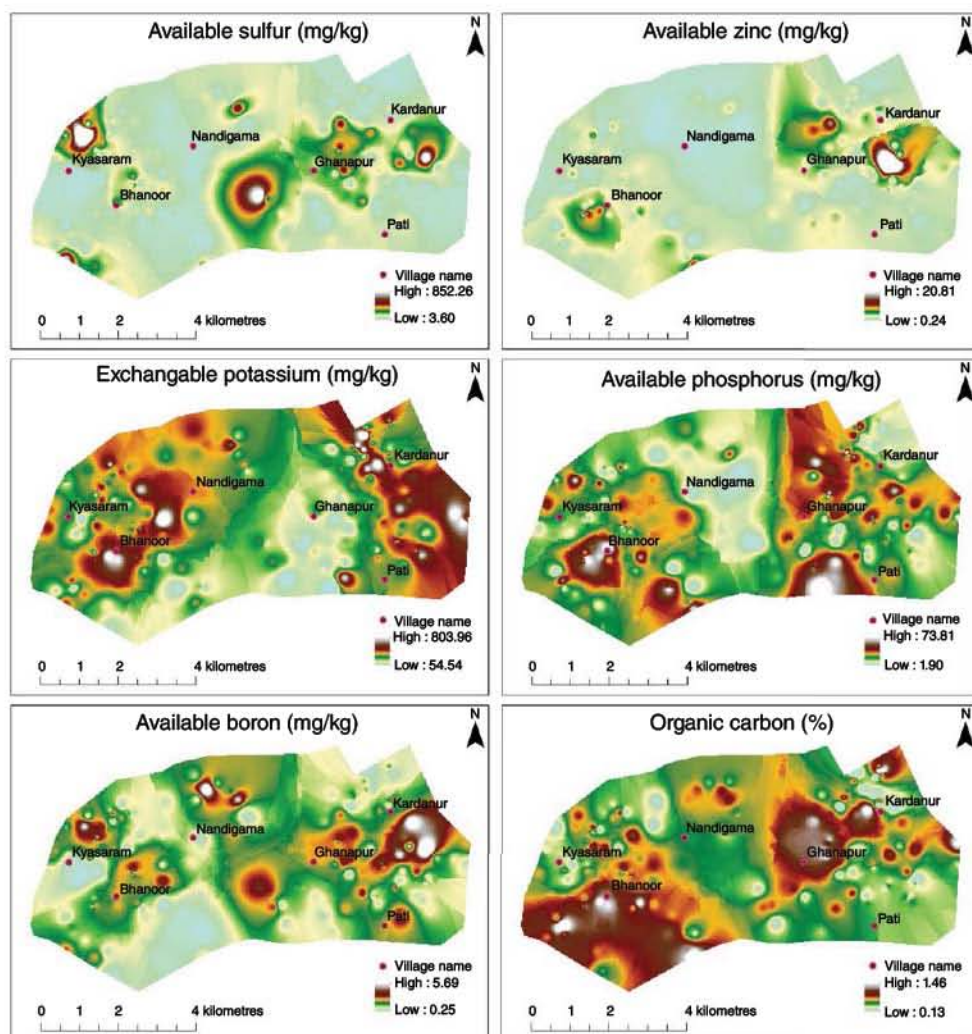 Available sulfur (mg/kg)
N
Kardanur
Nandigama
Kyasaram
Ghanapur
Bhanoor
Pati
Village name
High : 852.26
Low : 3.60
0 1 2 4 kilometres
Available zinc (mg/kg)
N
Kardanur
Nandigama
Kyasaram
Ghanapur
Bhanoor
Pati
Village name
High : 20.81
Low : 0.24
0 1 2 4 kilometres
Exchangable potassium (mg/kg)
N
Kardanur
Nandigama
Kyasaram
Ghanapur
Bhanoor
Pati
Village name
High : 803.96
Low : 54.54
0 1 2 4 kilometres
Available phosphorus (mg/kg)
N
Kardanur
Nandigama
Kyasaram
Ghanapur
Bhanoor
Pati
Village name
High : 73.81
Low : 1.90
0 1 2 4 kilometres
Available boron (mg/kg)
N
Kardanur
Nandigama
Kyasaram
Ghanapur
Bhanoor
Pati
Village name
High : 5.69
Low : 0.25
0 1 2 4 kilometres
Organic carbon (%)
N
Kardanur
Nandigama
Kyasaram
Ghanapur
Bhanoor
Pati
Village name
High : 1.46
Low : 0.13
0 1 2 4 kilometres